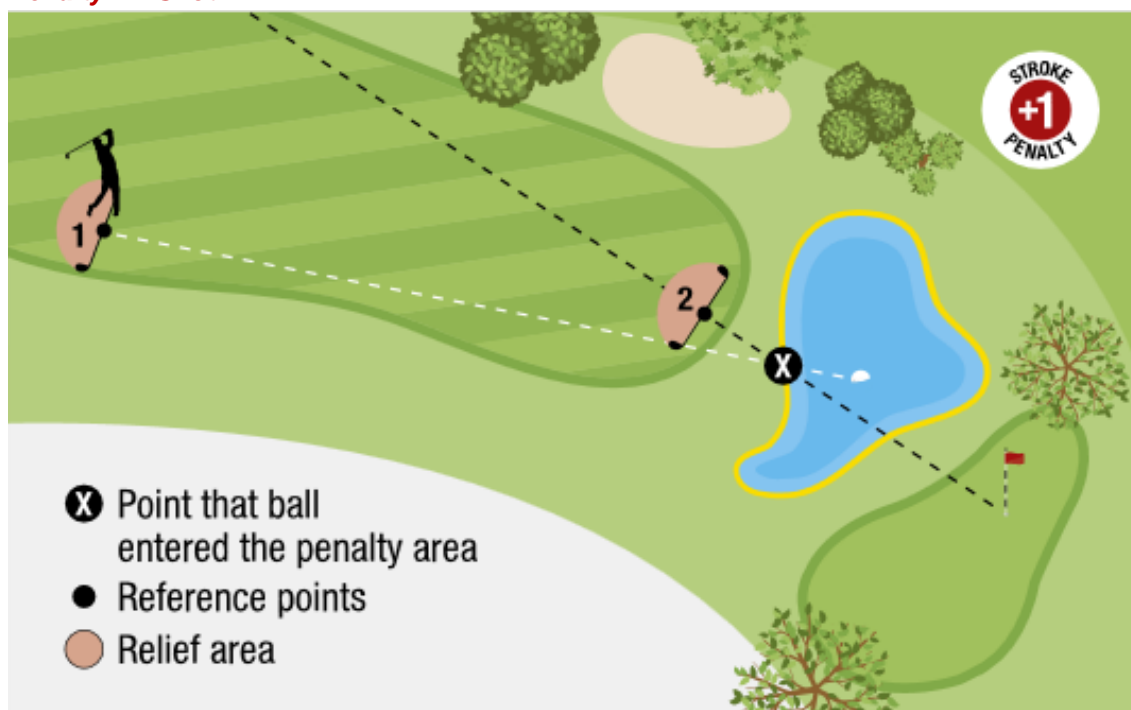 STROKE
+1
PENALTY
1
2
X
X Point that ball
entered the penalty area
Reference points
Relief area